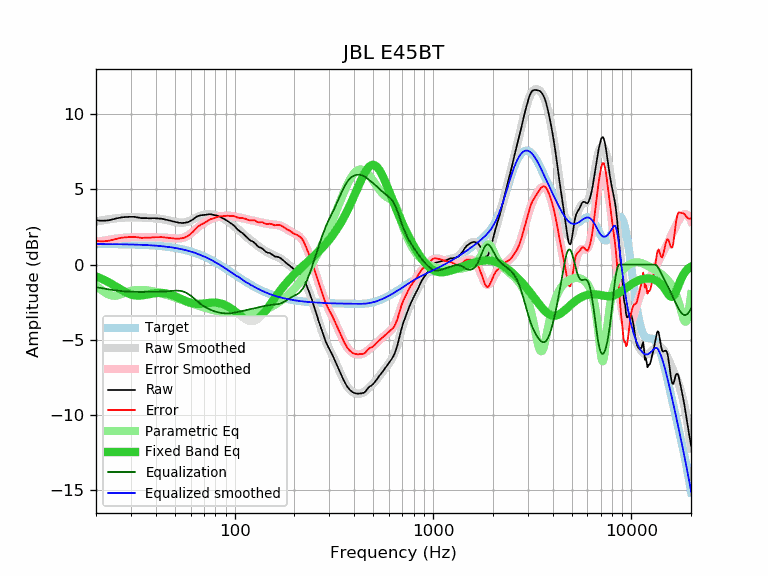 JBL E45BT
Amplitude (dBr)
10
5
0
−5
−10
−15
Target
Raw Smoothed
Error Smoothed
Raw
Error
Parametric Eq
Fixed Band Eq
Equalization
Equalized smoothed
100 1000 10000
Frequency (Hz)